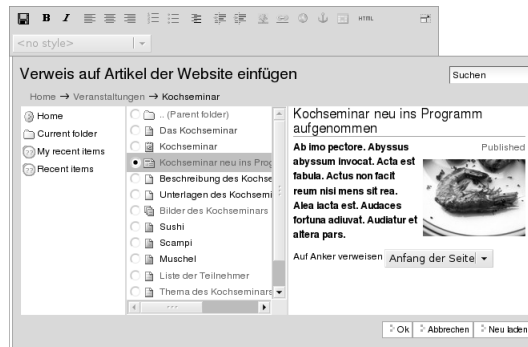 B I HTML
<no style>
Verweis auf Artikel der Website einfügen
Suchen
Home → Veranstaltungen → Kochseminar
Home
Current folder
My recent items
Recent items
.. (Parent folder)
Das Kochseminar
Kochseminar
Kochseminar neu ins Prog
Beschreibung des Kochse
Unterlagen des Kochsemi
Bilder des Kochseminars
Sushi
Scampi
Muschel
Liste der Teilnehmer
Thema des Kochseminars
Kochseminar neu ins Programm
aufgenommen
Published
Ab imo pectore. Abyssus
abyssum invocat. Acta est
fabula. Actus non facit
reum nisi mens sit rea.
Alea iacta est. Audaces
fortuna adiuvat. Audiatur et
altera pars.
Auf Anker verweisen Anfang der Seite
Ok Abbrechen Neu laden